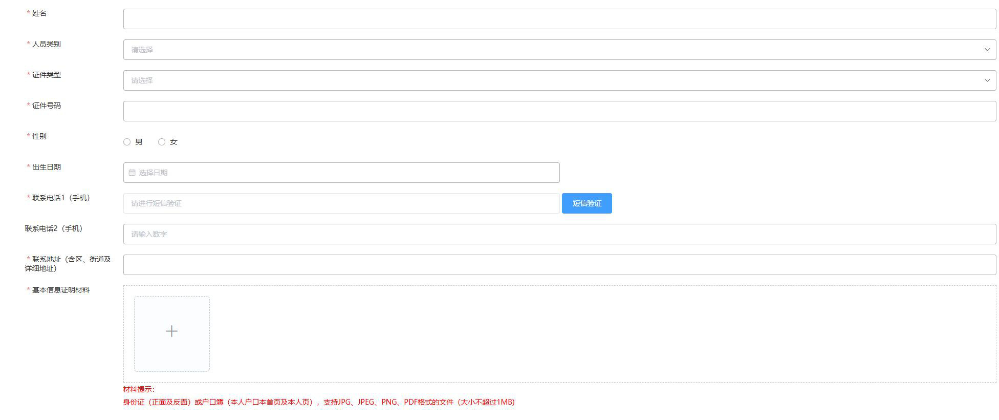 * 姓名
* 人员类别
请选择
* 证件类型
请选择
* 证件号码
* 性别
男
女
* 出生日期
选择日期
* 联系电话1（手机）
请进行短信验证
短信验证
联系电话2（手机）
请输入数字
* 联系地址（含区、街道及
详细地址）
* 基本信息证明材料
材料提示：
身份证（正面及反面）或户口簿（本人户口本首页及本人页），支持JPG、JPEG、PNG、PDF格式的文件（大小不超过1MB）